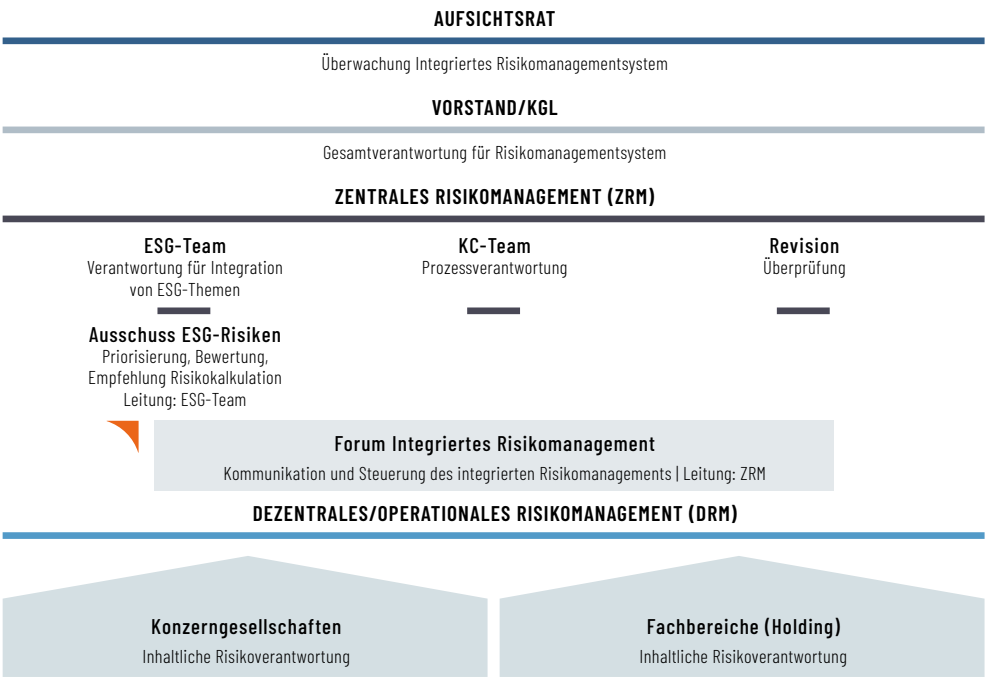 AUFSICHTSRAT
Überwachung Integriertes Risikomanagementsystem
VORSTAND/KGL
Gesamtverantwortung für Risikomanagementsystem
ZENTRALES RISIKOMANAGEMENT (ZRM)
ESG-Team
Verantwortung für Integration
von ESG-Themen
KC-Team
Prozessverantwortung
Revision
Überprüfung
Ausschuss ESG-Risiken
Priorisierung, Bewertung,
Empfehlung Risikokalkulation
Leitung: ESG-Team
Forum Integriertes Risikomanagement
Kommunikation und Steuerung des integrierten Risikomanagements | Leitung: ZRM
DEZENTRALES/OPERATIONALES RISIKOMANAGEMENT (DRM)
Konzerngesellschaften
Inhaltliche Risikoverantwortung
Fachbereiche (Holding)
Inhaltliche Risikoverantwortung